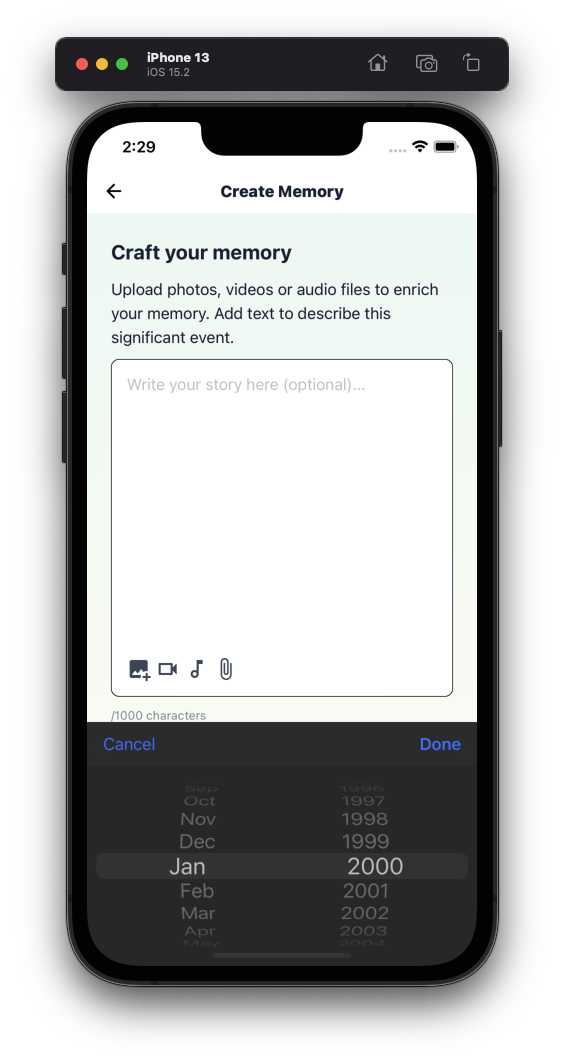 iPhone 13
iOS 15.2
2:29
Create Memory
Craft your memory
Upload photos, videos or audio files to enrich
your memory. Add text to describe this
significant event.
Write your story here (optional)...
/1000 characters
Cancel Done
Sep 1996
Oct 1997
Nov 1998
Dec 1999
Jan 2000
Feb 2001
Mar 2002
Apr 2003
May 2004